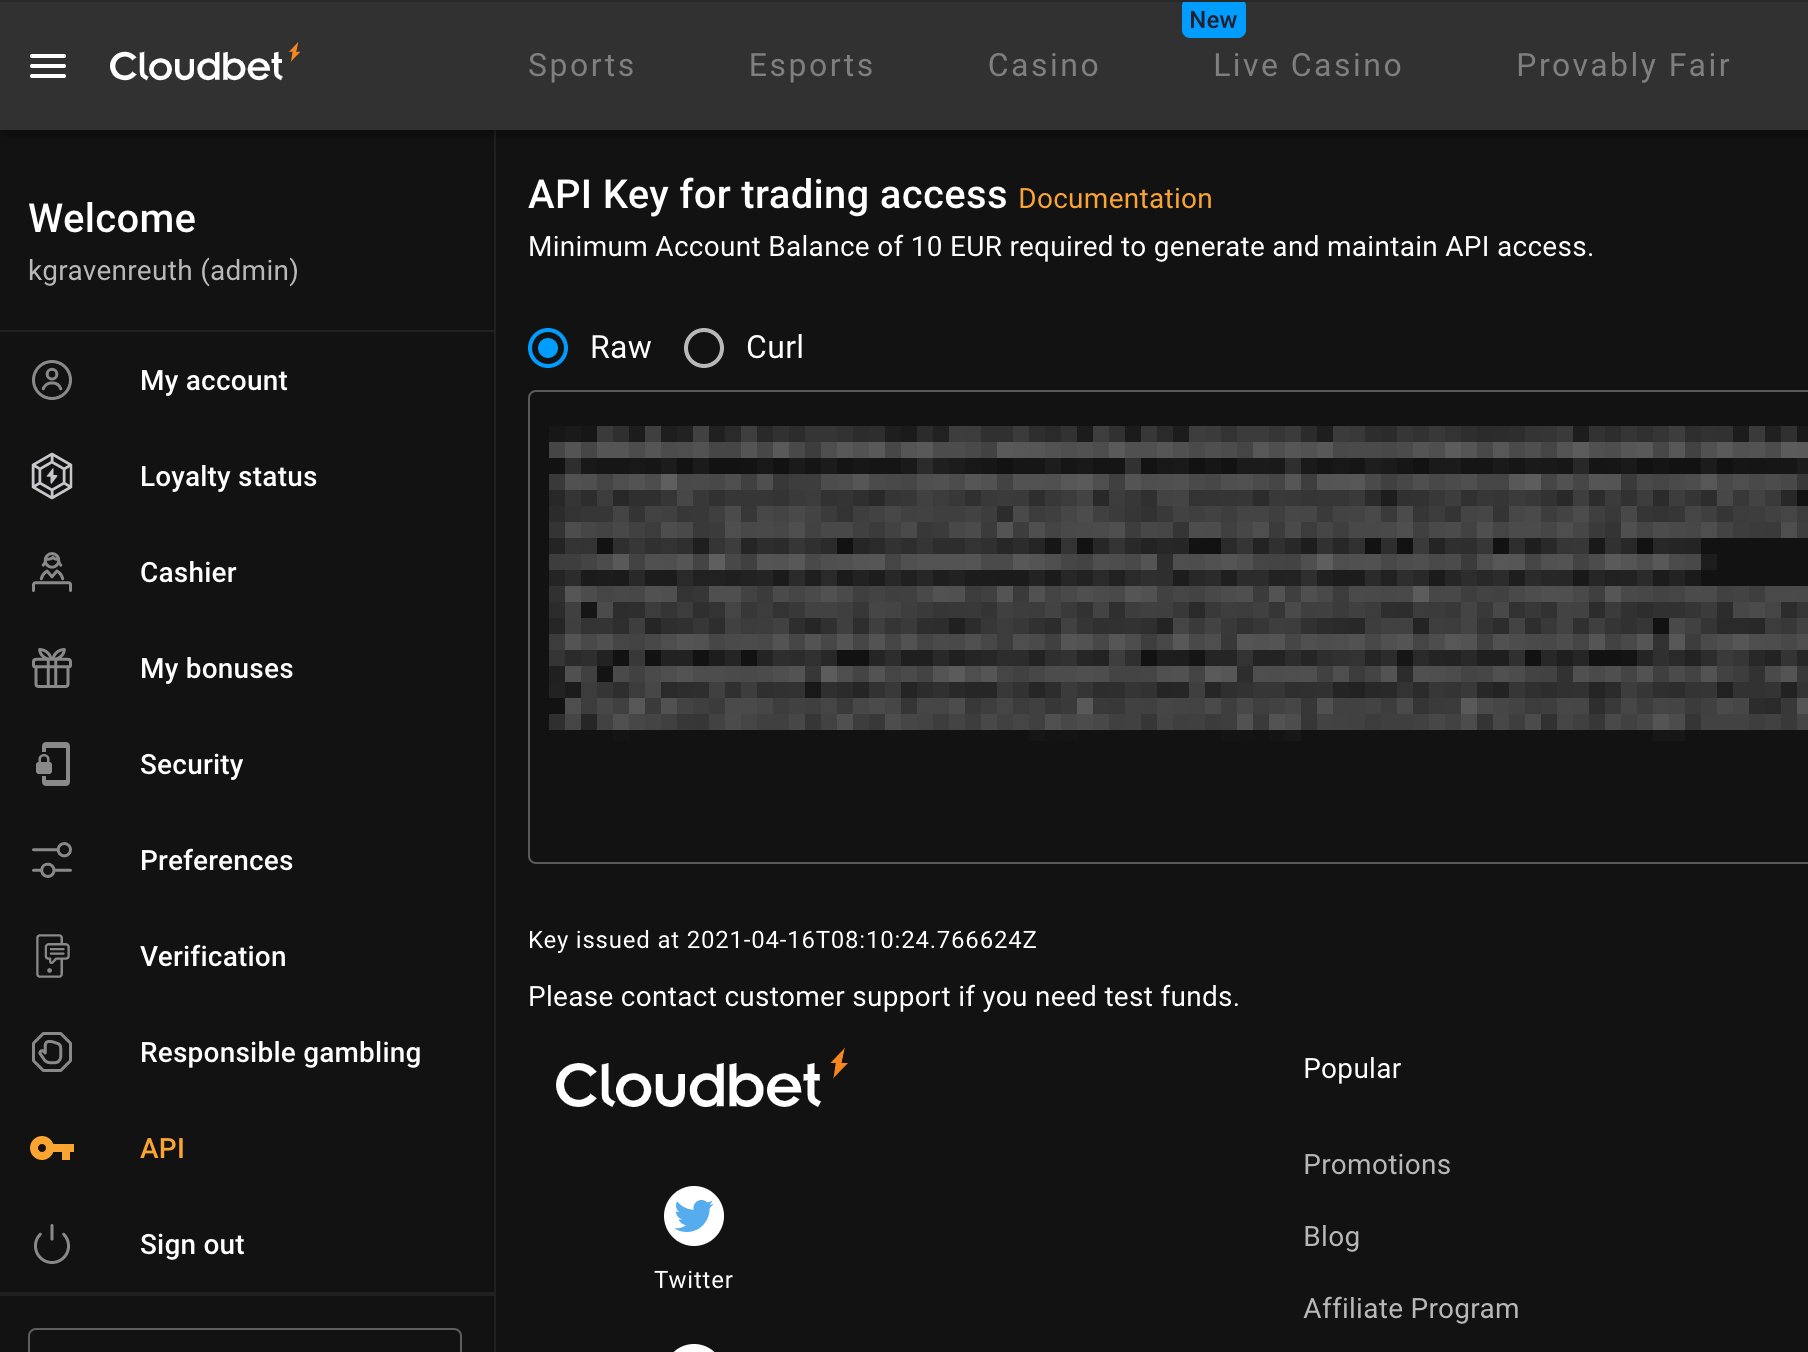 New
Cloudbet
Sports
Esports
Casino
Live Casino
Provably Fair
Welcome
kgravenreuth (admin)
My account
Loyalty status
Cashier
My bonuses
Security
Preferences
Verification
Responsible gambling
API
Sign out
API Key for trading access Documentation
Minimum Account Balance of 10 EUR required to generate and maintain API access.
Raw
Curl
Key issued at 2021-04-16T08:10:24.766624Z
Please contact customer support if you need test funds.
Cloudbet
Twitter
Popular
Promotions
Blog
Affiliate Program